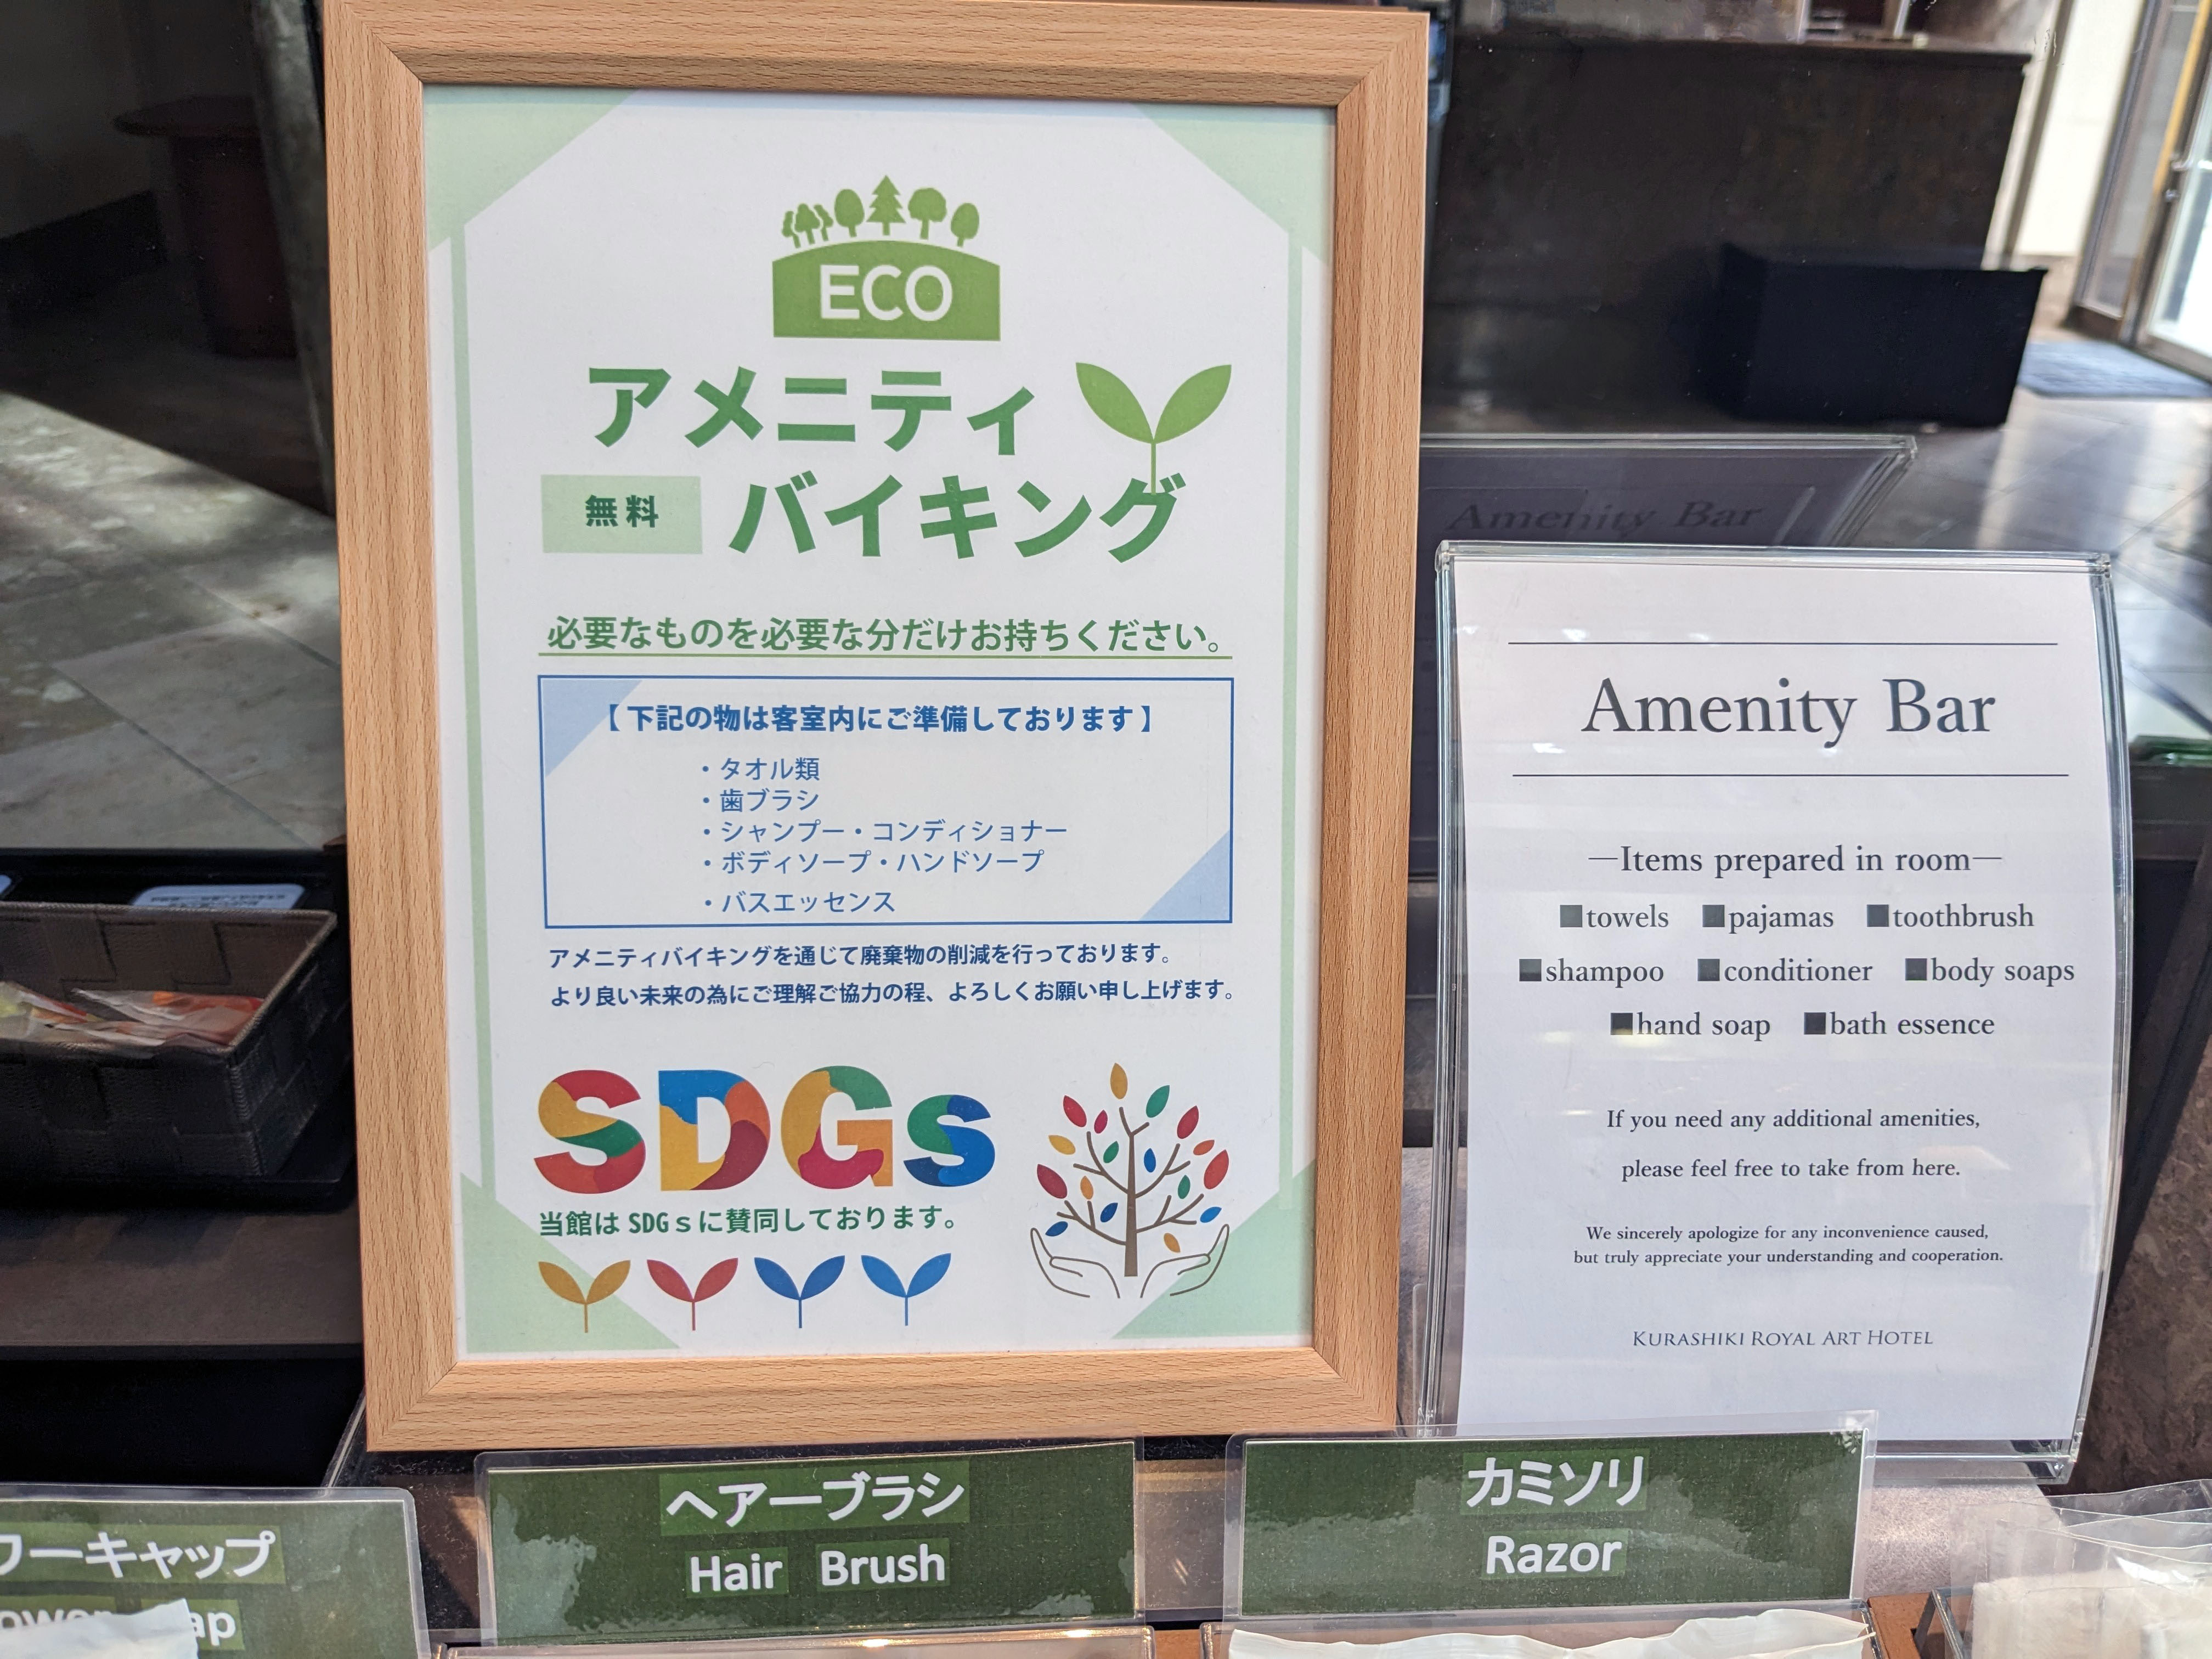 ECO
アメニティ
無料
バイキング
必要なものを必要な分だけお持ちください。
【下記の物は客室内にご準備しております】
・タオル類
・歯ブラシ
・シャンプー・コンディショナー
・ボディソープ・ハンドソープ
・バスエッセンス
アメニティバイキングを通じて廃棄物の削減を行っております。
より良い未来の為にご理解ご協力の程、よろしくお願い申し上げます。
SDGs
当館は SDGｓに賛同しております。
Amenity Bar
Amenity Bar
—Items prepared in room—
■towels ■pajamas ■toothbrush
■shampoo ■conditioner ■body soaps
■hand soap ■bath essence
If you need any additional amenities,
please feel free to take from here.
We sincerely apologize for any inconvenience caused,
but truly appreciate your understanding and cooperation.
KURASHIKI ROYAL ART HOTEL
ワーキャップ
ヘアーブラシ
Hair Brush
カミソリ
Razor